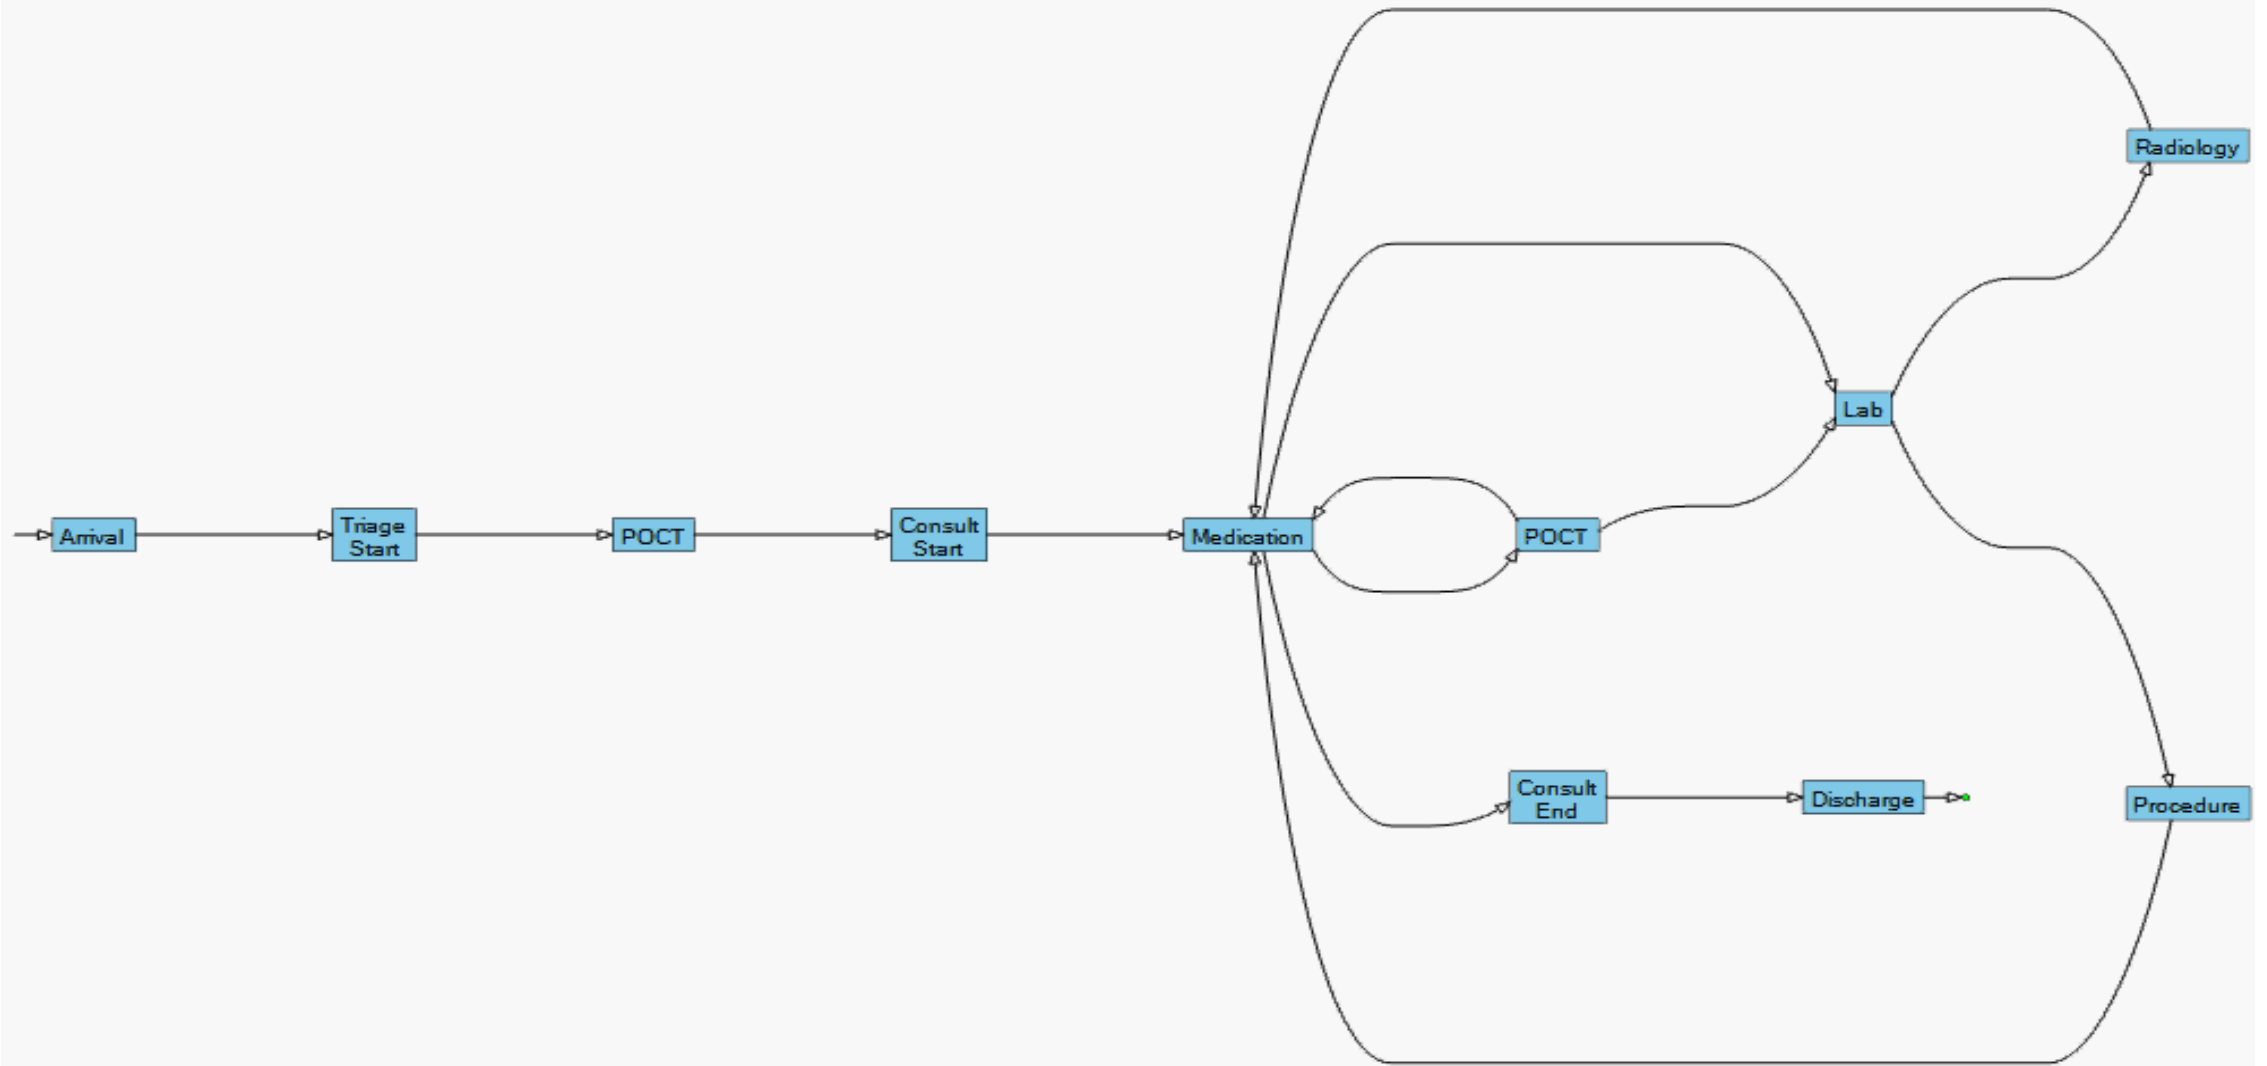 Radiology
Lab
Arrival
Triage
Start
POCT
Consult
Start
Medication
POCT
Consult
End
Discharge
Procedure